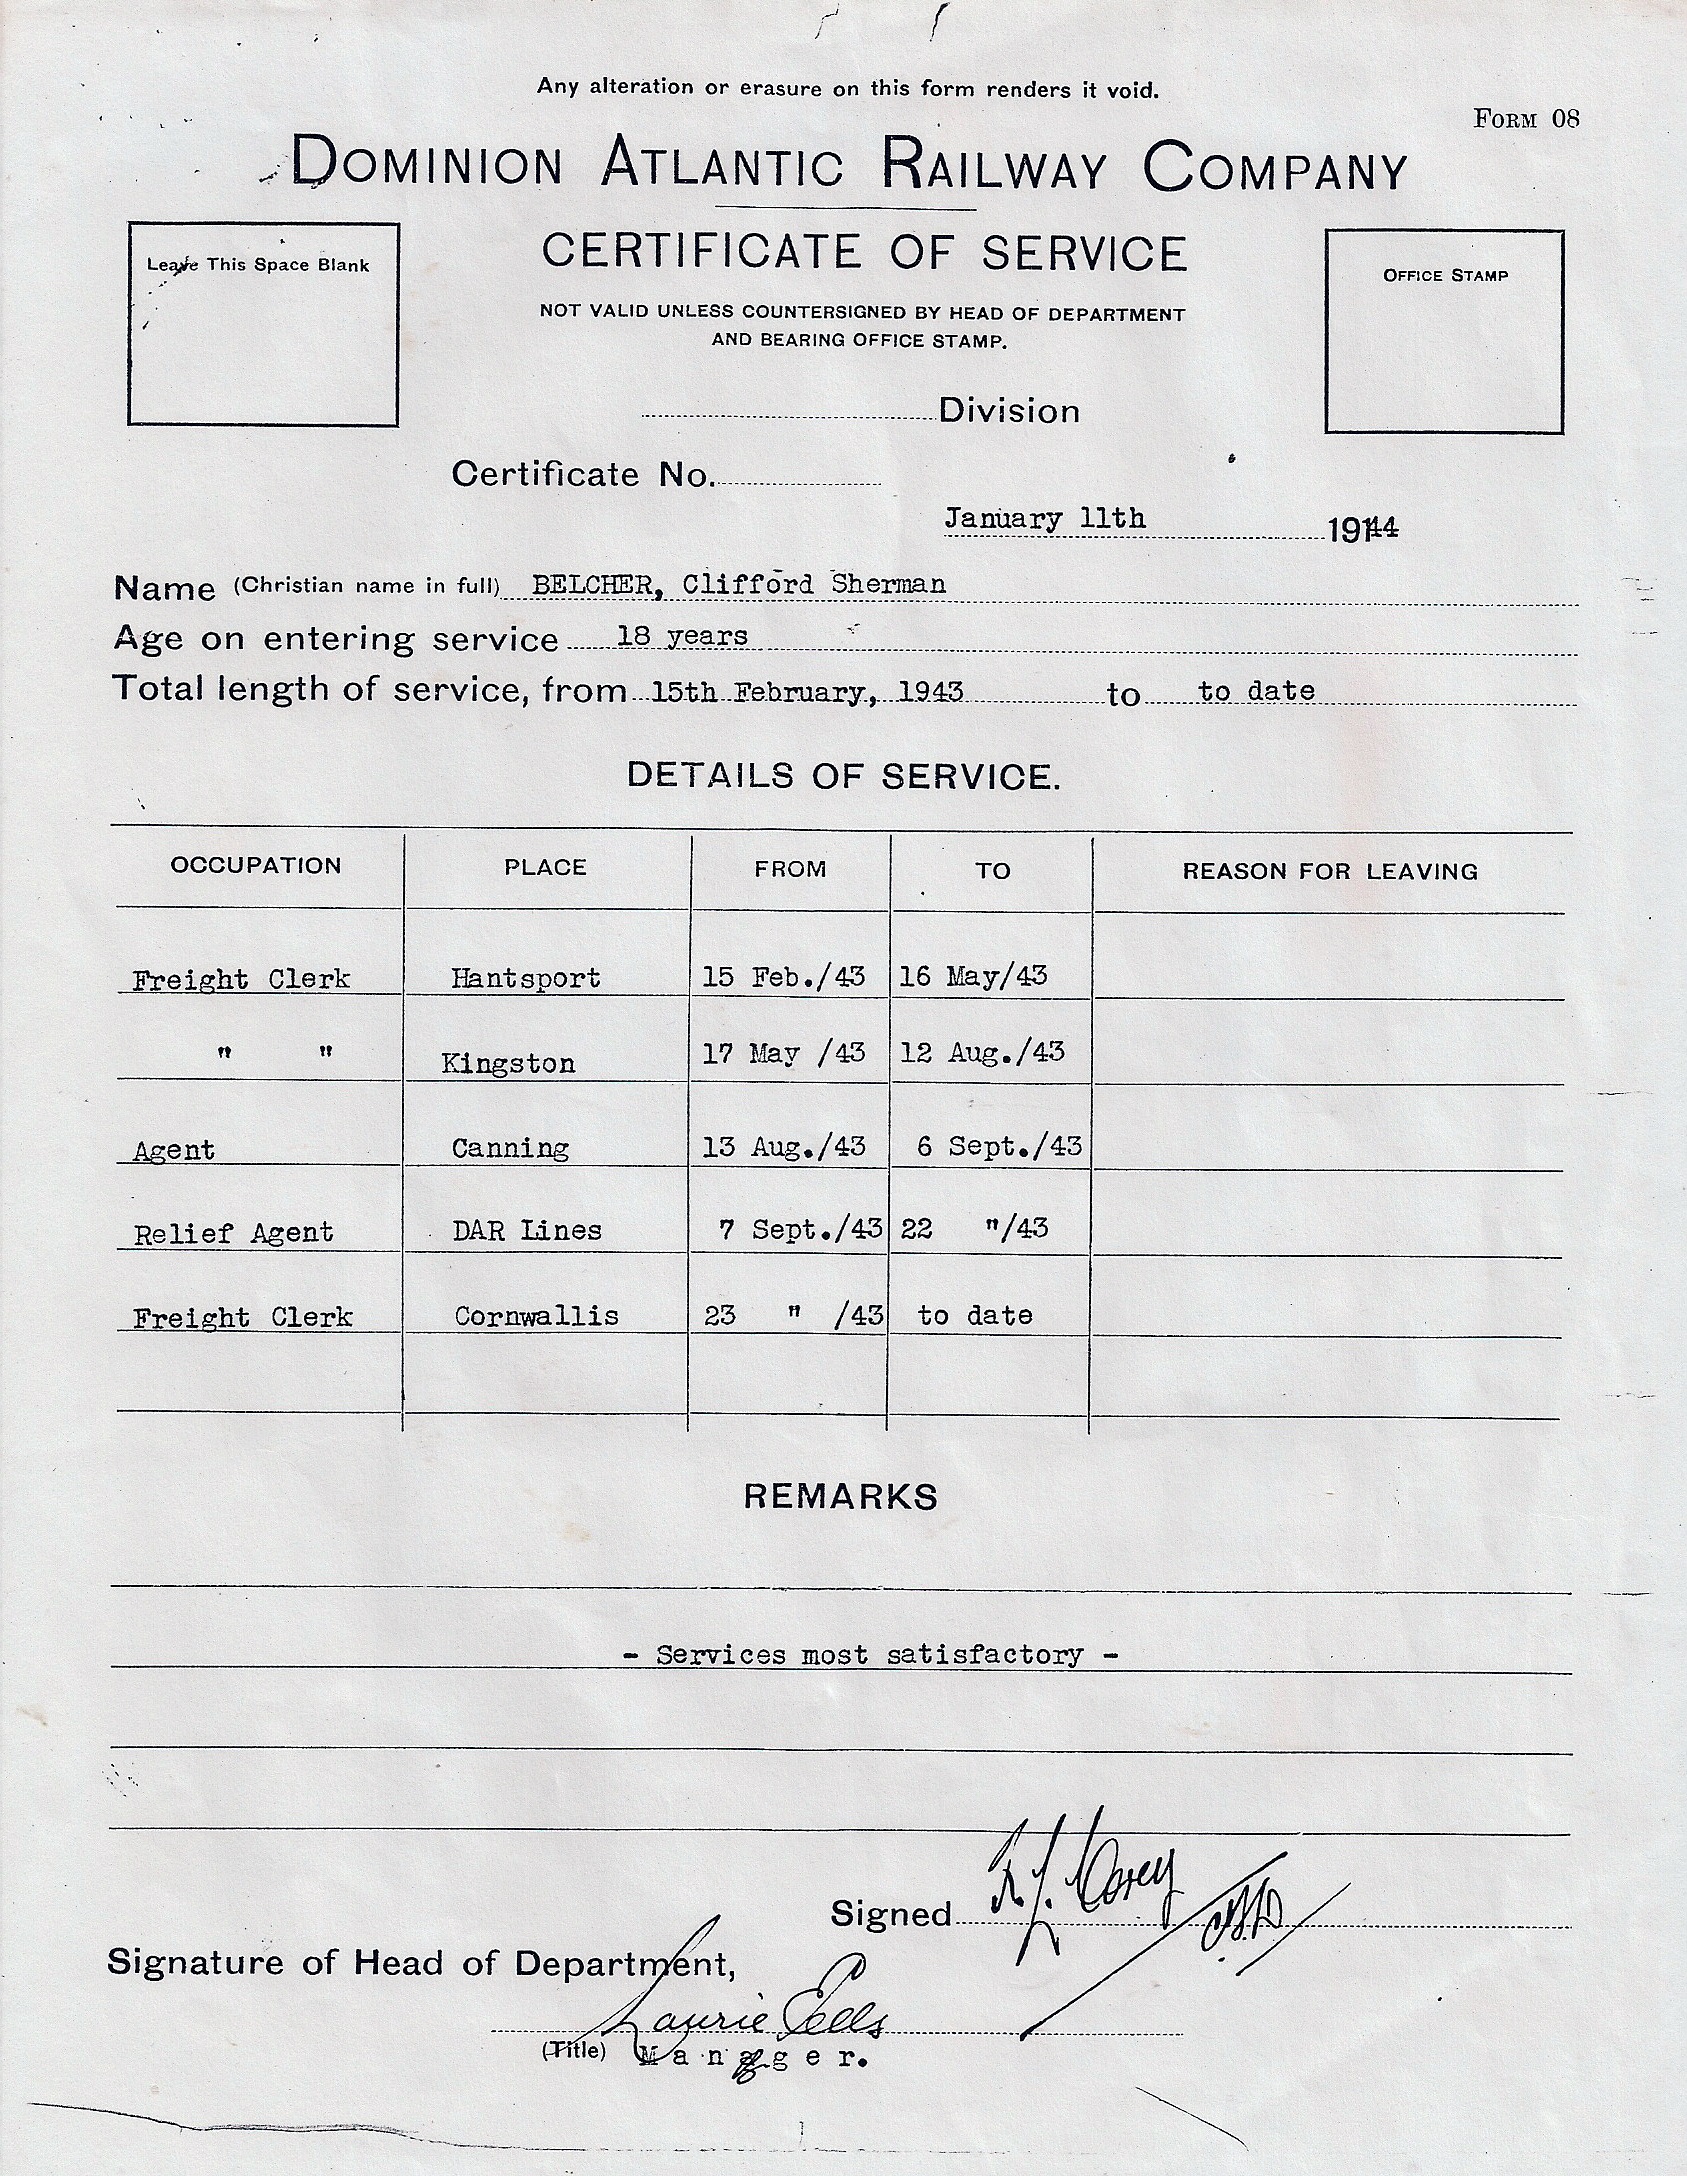 Any alteration or erasure on this form renders it void.
FORM 08
DOMINION ATLANTIC RAILWAY COMPANY
Leave This Space Blank
CERTIFICATE OF SERVICE
OFFICE STAMP
NOT VALID UNLESS COUNTERSIGNED BY HEAD OF DEPARTMENT
AND BEARING OFFICE STAMP.
Division
Certificate No.
January 11th 1944
Name (Christian name in full) BELCHER, Clifford Sherman
Age on entering service 18 years
Total length of service, from 15th February, 1943 to to date
DETAILS OF SERVICE.
OCCUPATION PLACE FROM TO REASON FOR LEAVING
Freight Clerk Hantsport 15 Feb./43 16 May/43
" " Kingston 17 May /43 12 Aug./43
Agent Canning 13 Aug./43 6 Sept./43
Relief Agent DAR Lines 7 Sept./43 22 "/43
Freight Clerk Cornwallis 23 " /43 to date
REMARKS
- Services most satisfactory -
Signed
Signature of Head of Department,
Laurie Eells
(Title) Manager.